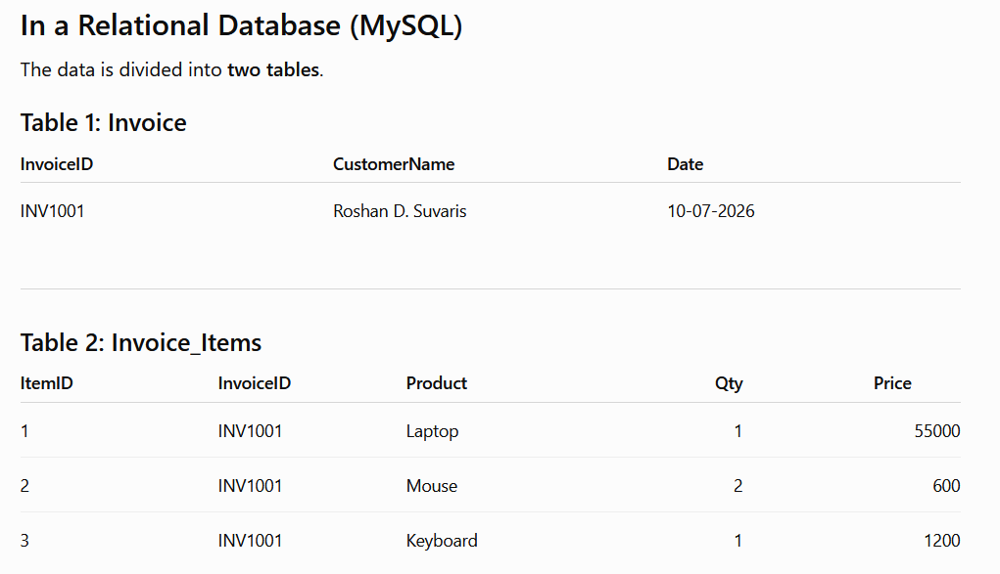 In a Relational Database (MySQL)
The data is divided into two tables.
Table 1: Invoice
InvoiceID CustomerName Date
INV1001 Roshan D. Suvaris 10-07-2026
Table 2: Invoice_Items
ItemID InvoiceID Product Qty Price
1 INV1001 Laptop 1 55000
2 INV1001 Mouse 2 600
3 INV1001 Keyboard 1 1200